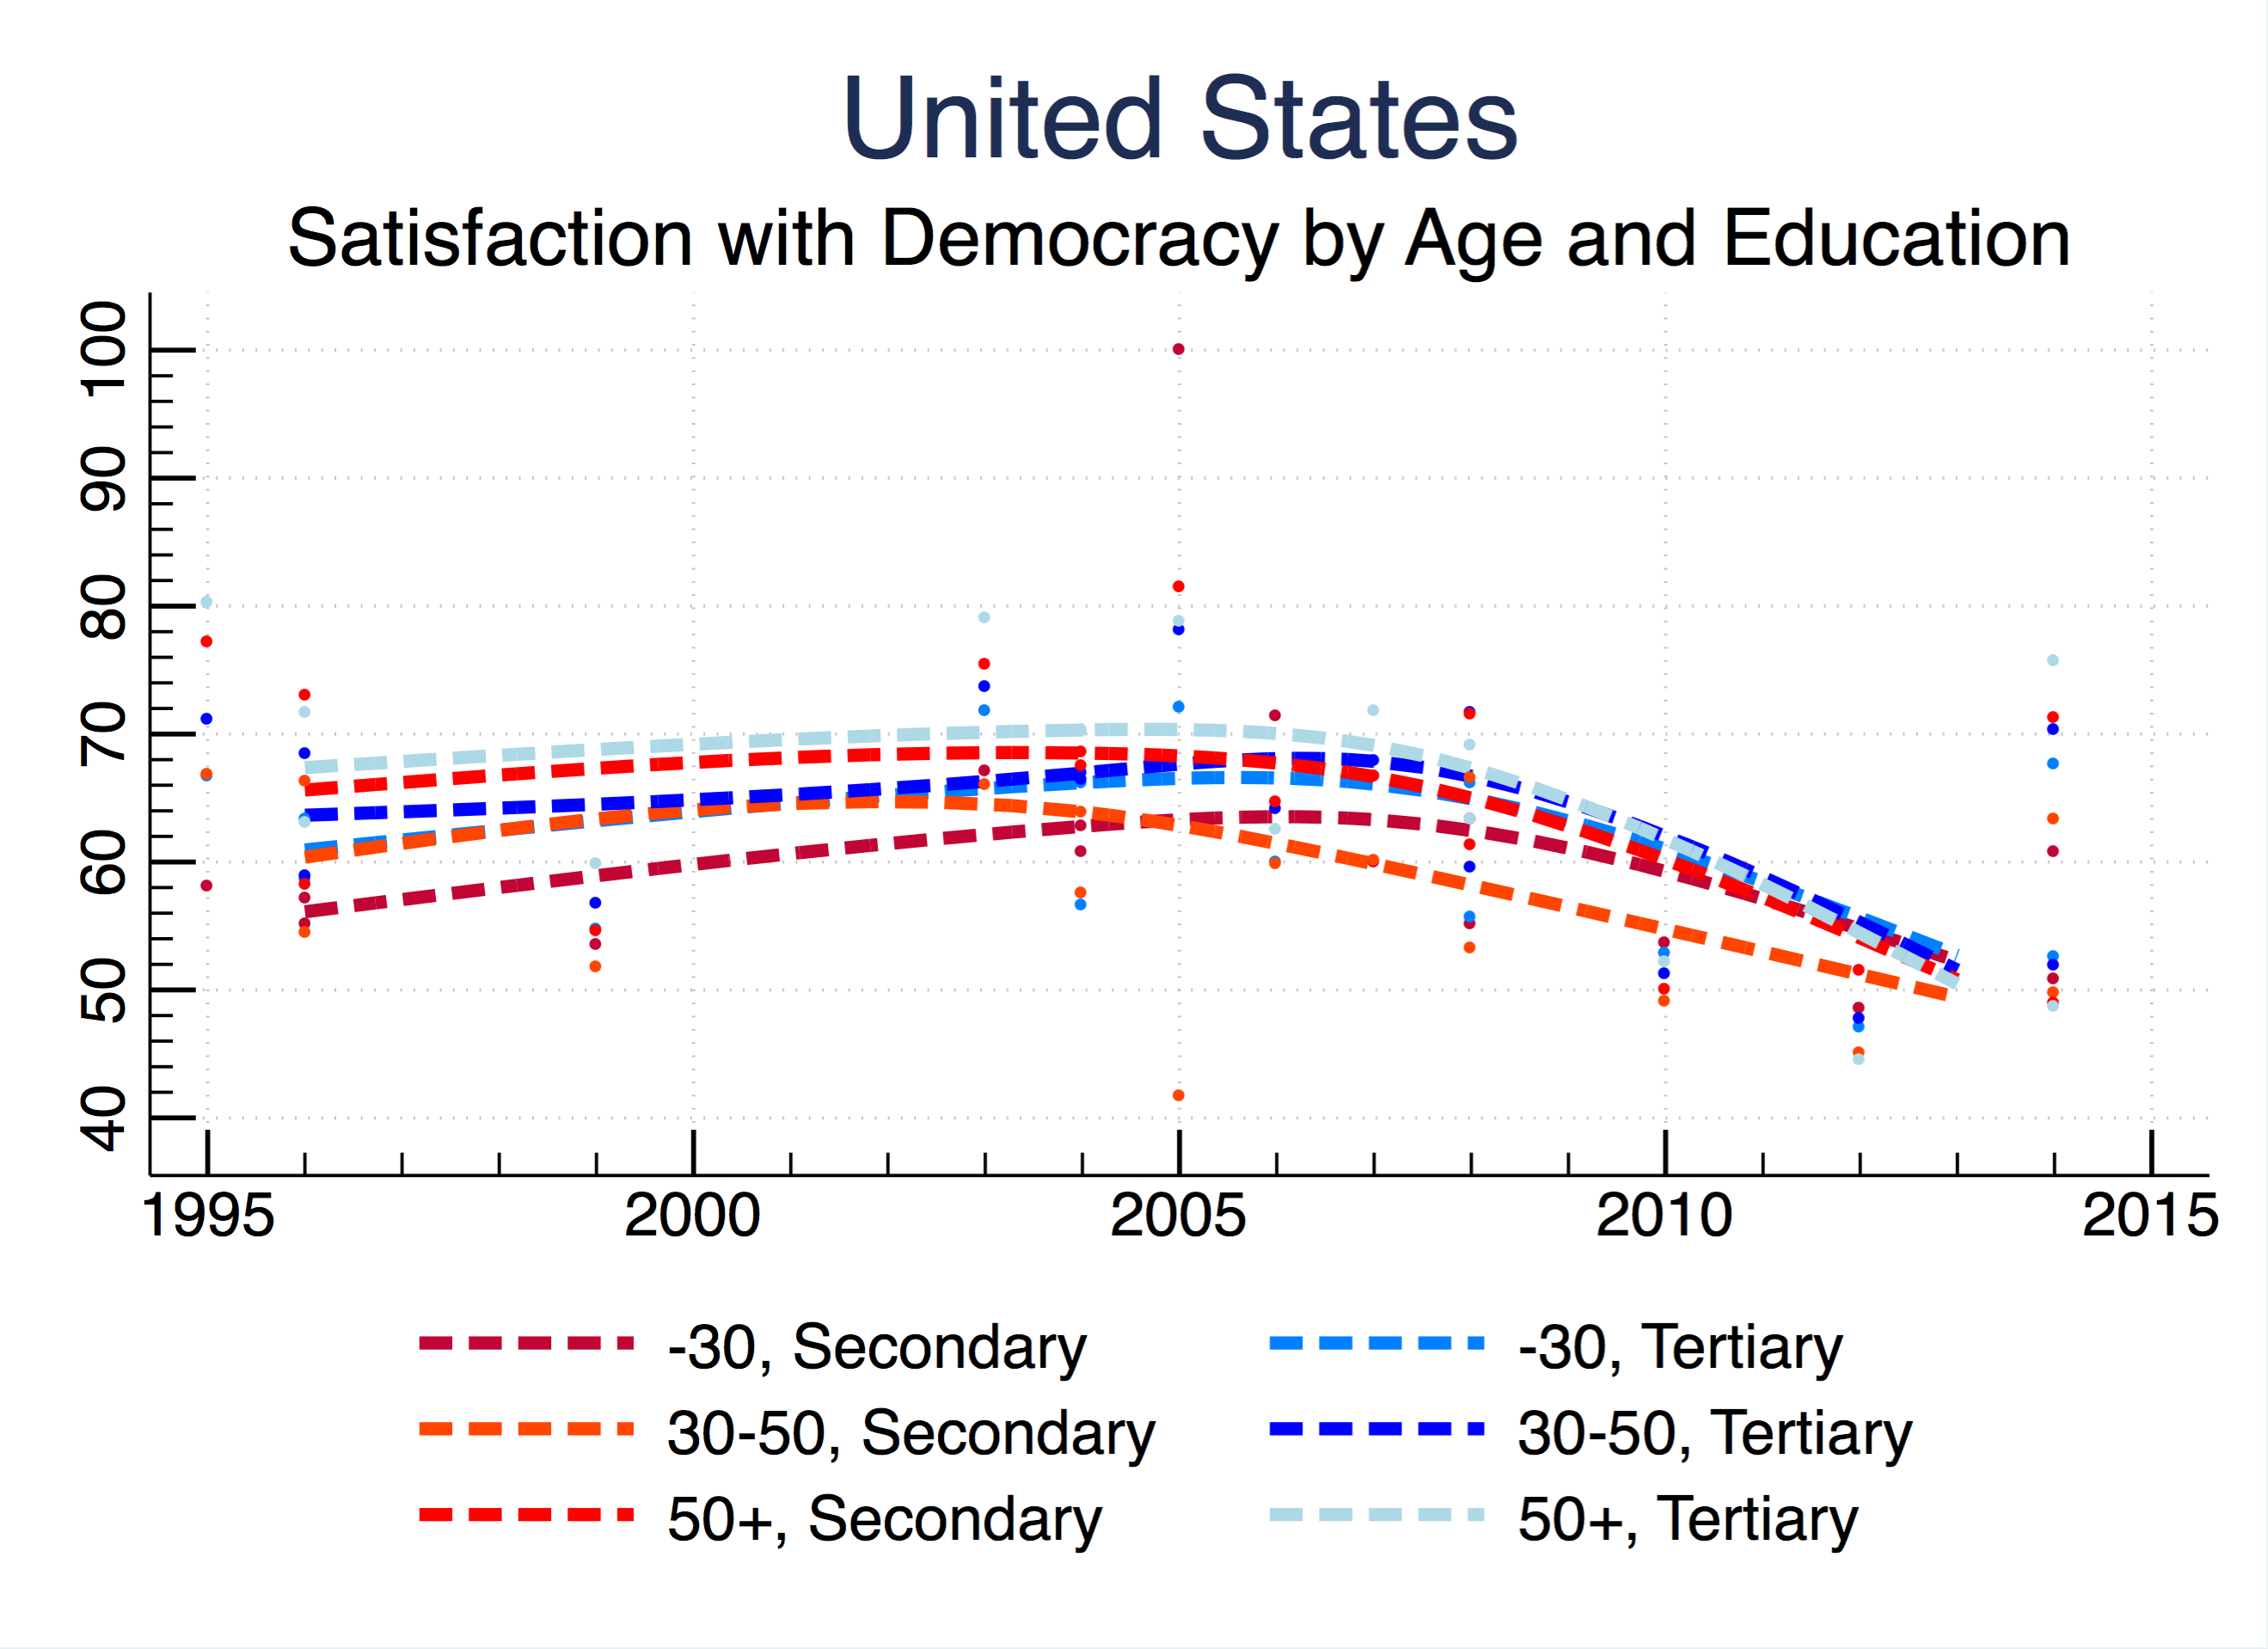 United States
Satisfaction with Democracy by Age and Education
100
90
80
70
60
50
40
1995 2000 2005 2010 2015
-30, Secondary -30, Tertiary
30-50, Secondary 30-50, Tertiary
50+, Secondary 50+, Tertiary